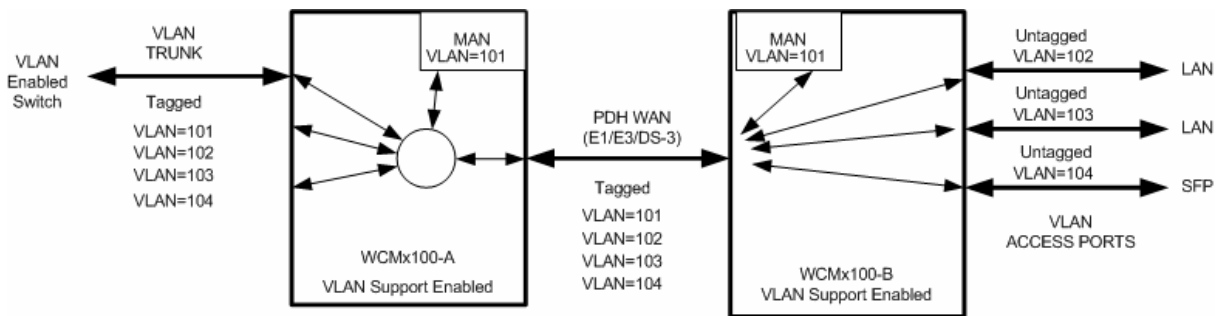 VLAN
Enabled
Switch
VLAN
TRUNK
Tagged
VLAN=101
VLAN=102
VLAN=103
VLAN=104
MAN
VLAN=101
WCMx100-A
VLAN Support Enabled
PDH WAN
(E1/E3/DS-3)
Tagged
VLAN=101
VLAN=102
VLAN=103
VLAN=104
MAN
VLAN=101
WCMx100-B
VLAN Support Enabled
Untagged
VLAN=102
LAN
Untagged
VLAN=103
LAN
Untagged
VLAN=104
SFP
VLAN
ACCESS PORTS